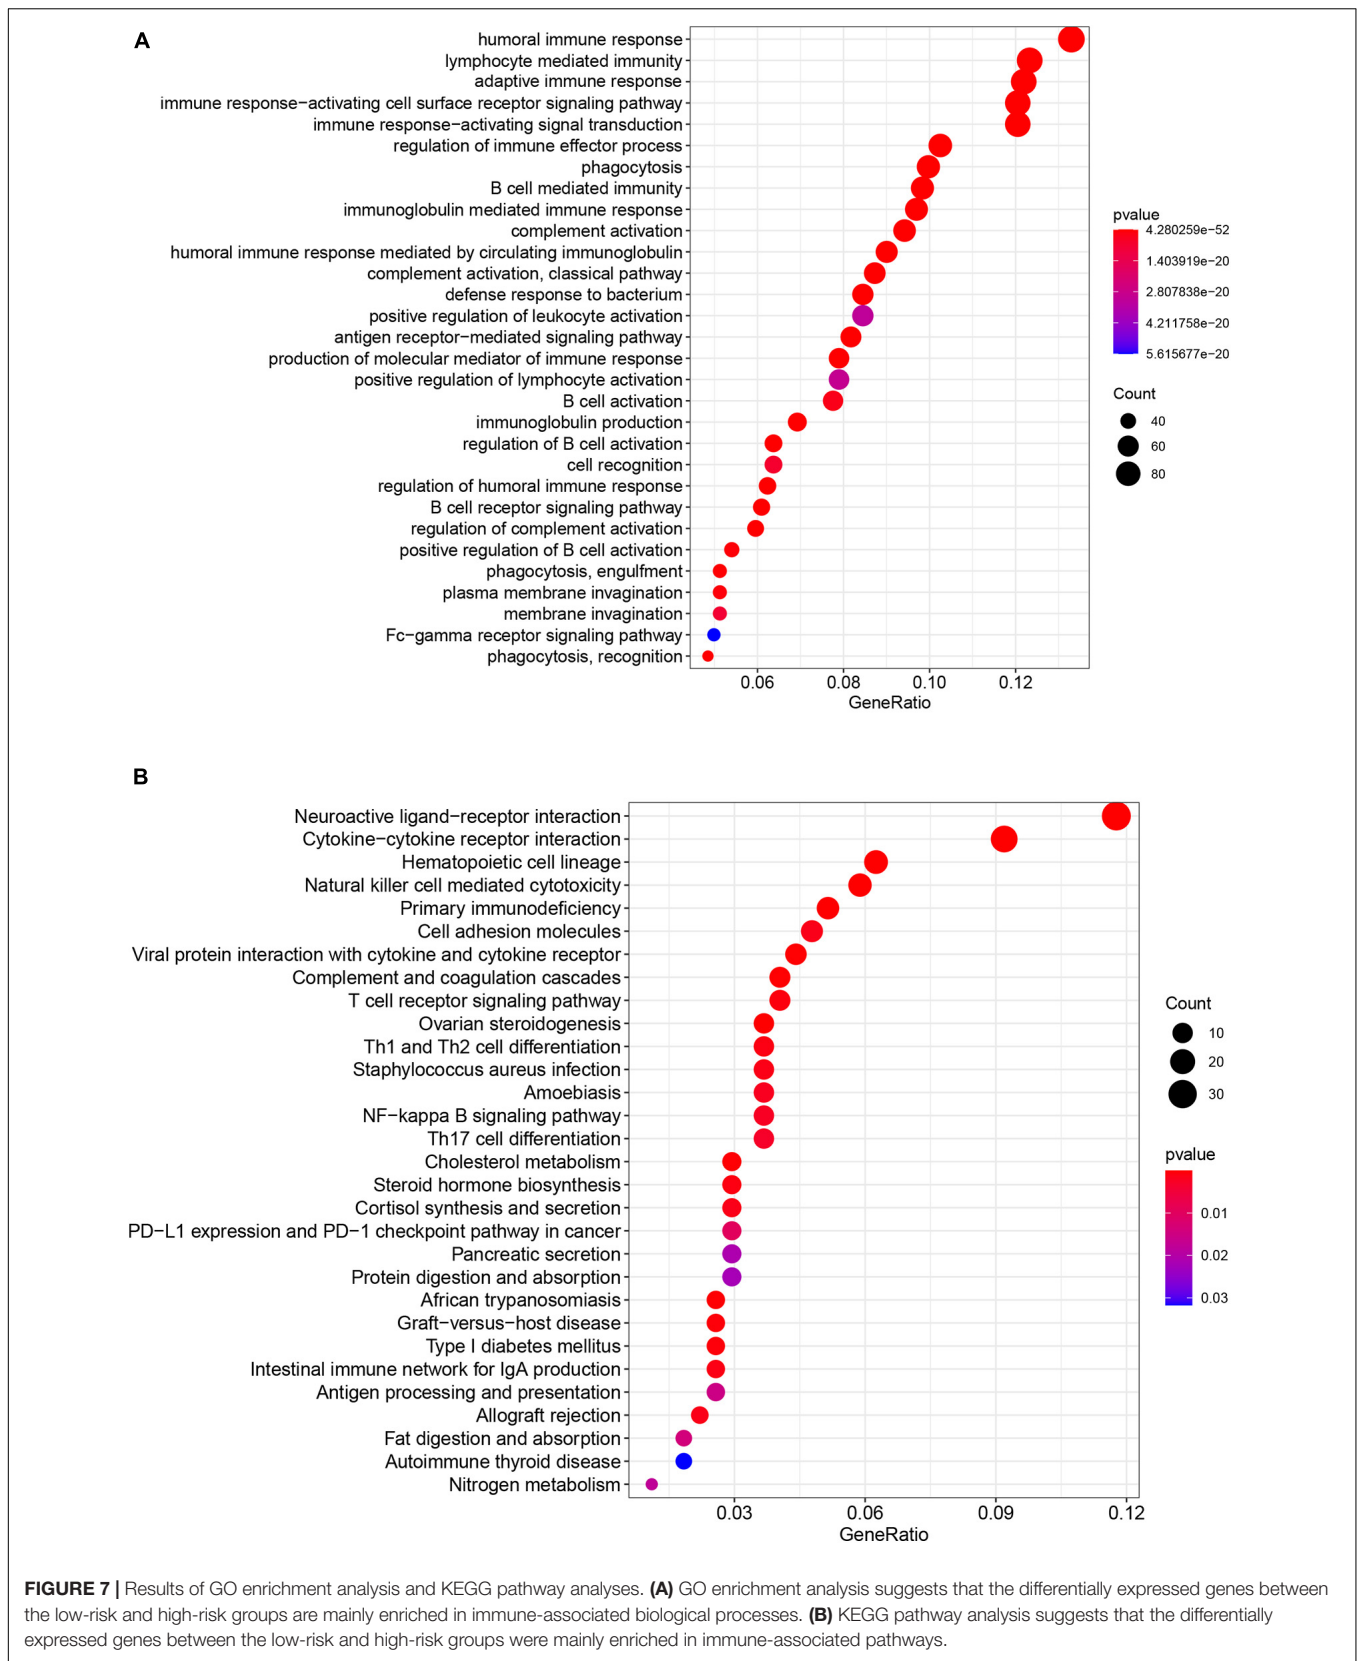 A
humoral immune response
lymphocyte mediated immunity
adaptive immune response
immune response−activating cell surface receptor signaling pathway
immune response−activating signal transduction
regulation of immune effector process
phagocytosis
B cell mediated immunity
immunoglobulin mediated immune response
complement activation
humoral immune response mediated by circulating immunoglobulin
complement activation, classical pathway
defense response to bacterium
positive regulation of leukocyte activation
antigen receptor−mediated signaling pathway
production of molecular mediator of immune response
positive regulation of lymphocyte activation
B cell activation
immunoglobulin production
regulation of B cell activation
cell recognition
regulation of humoral immune response
B cell receptor signaling pathway
regulation of complement activation
positive regulation of B cell activation
phagocytosis, engulfment
plasma membrane invagination
membrane invagination
Fc−gamma receptor signaling pathway
phagocytosis, recognition
0.06 0.08 0.10 0.12
GeneRatio
pvalue
4.280259e−52
1.403919e−20
2.807838e−20
4.211758e−20
5.615677e−20
Count
40
60
80
B
Neuroactive ligand−receptor interaction
Cytokine−cytokine receptor interaction
Hematopoietic cell lineage
Natural killer cell mediated cytotoxicity
Primary immunodeficiency
Cell adhesion molecules
Viral protein interaction with cytokine and cytokine receptor
Complement and coagulation cascades
T cell receptor signaling pathway
Ovarian steroidogenesis
Th1 and Th2 cell differentiation
Staphylococcus aureus infection
Amoebiasis
NF−kappa B signaling pathway
Th17 cell differentiation
Cholesterol metabolism
Steroid hormone biosynthesis
Cortisol synthesis and secretion
PD−L1 expression and PD−1 checkpoint pathway in cancer
Pancreatic secretion
Protein digestion and absorption
African trypanosomiasis
Graft−versus−host disease
Type I diabetes mellitus
Intestinal immune network for IgA production
Antigen processing and presentation
Allograft rejection
Fat digestion and absorption
Autoimmune thyroid disease
Nitrogen metabolism
0.03 0.06 0.09 0.12
GeneRatio
Count
10
20
30
pvalue
0.01
0.02
0.03
FIGURE 7 | Results of GO enrichment analysis and KEGG pathway analyses. (A) GO enrichment analysis suggests that the differentially expressed genes between
the low-risk and high-risk groups are mainly enriched in immune-associated biological processes. (B) KEGG pathway analysis suggests that the differentially
expressed genes between the low-risk and high-risk groups were mainly enriched in immune-associated pathways.